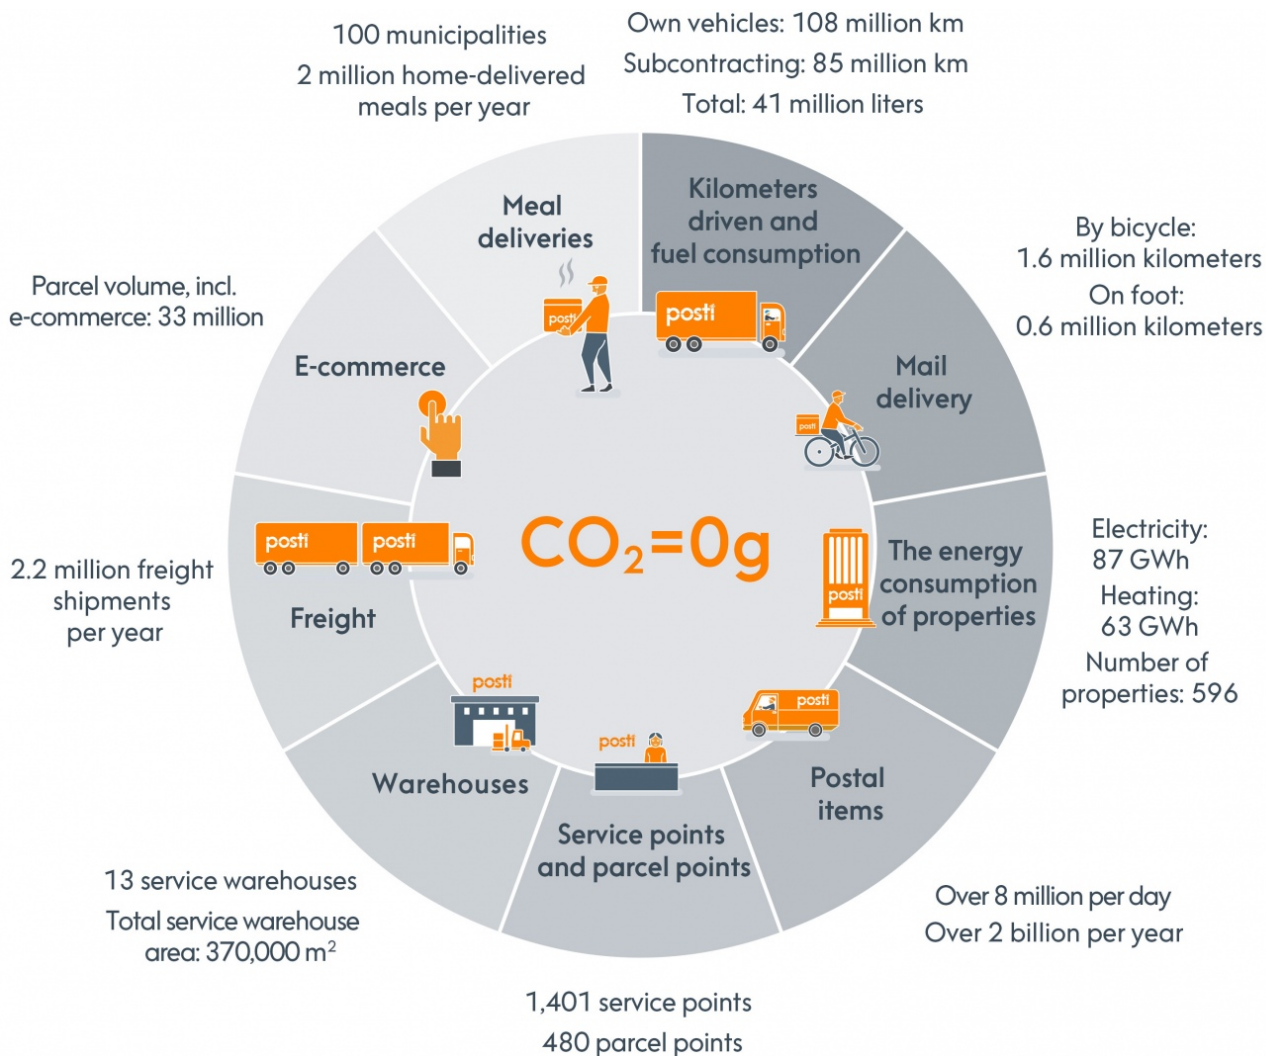 100 municipalities
2 million home-delivered
meals per year
Own vehicles: 108 million km
Subcontracting: 85 million km
Total: 41 million liters
Meal
deliveries
Kilometers
driven and
fuel consumption
posti
posti
By bicycle:
1.6 million kilometers
On foot:
0.6 million kilometers
Mail
delivery
posti
Parcel volume, incl.
e-commerce: 33 million
E-commerce
CO₂=0g
Electricity:
87 GWh
Heating:
63 GWh
Number of
properties: 596
The energy
consumption
of properties
posti
2.2 million freight
shipments
per year
posti
posti
Freight
posti
Warehouses
posti
Service points
and parcel points
posti
Postal
items
13 service warehouses
Total service warehouse
area: 370,000 m²
Over 8 million per day
Over 2 billion per year
1,401 service points
480 parcel points